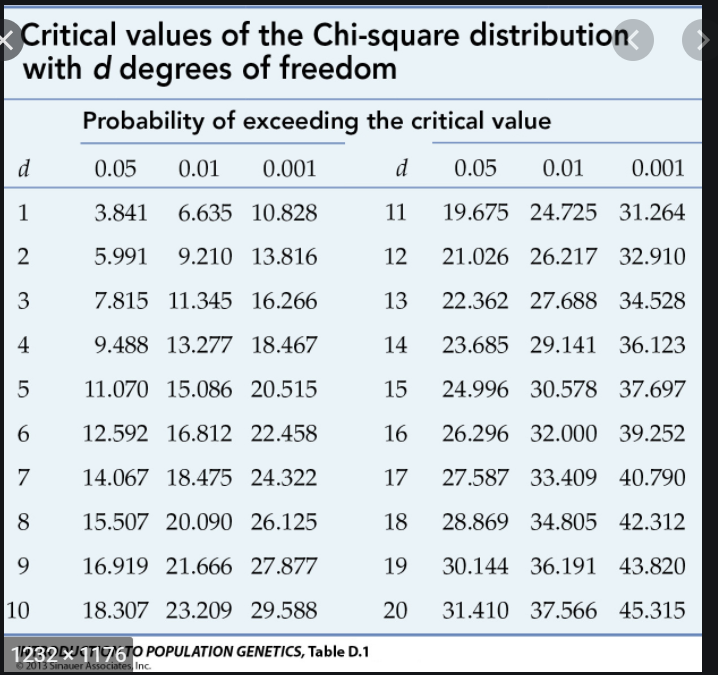 Critical values of the Chi-square distribution
with d degrees of freedom
Probability of exceeding the critical value
d 0.05 0.01 0.001 d 0.05 0.01 0.001
1 3.841 6.635 10.828 11 19.675 24.725 31.264
2 5.991 9.210 13.816 12 21.026 26.217 32.910
3 7.815 11.345 16.266 13 22.362 27.688 34.528
4 9.488 13.277 18.467 14 23.685 29.141 36.123
5 11.070 15.086 20.515 15 24.996 30.578 37.697
6 12.592 16.812 22.458 16 26.296 32.000 39.252
7 14.067 18.475 24.322 17 27.587 33.409 40.790
8 15.507 20.090 26.125 18 28.869 34.805 42.312
9 16.919 21.666 27.877 19 30.144 36.191 43.820
10 18.307 23.209 29.588 20 31.410 37.566 45.315
1232 × 1176 TO POPULATION GENETICS, Table D.1
© 2013 Sinauer Associates, Inc.